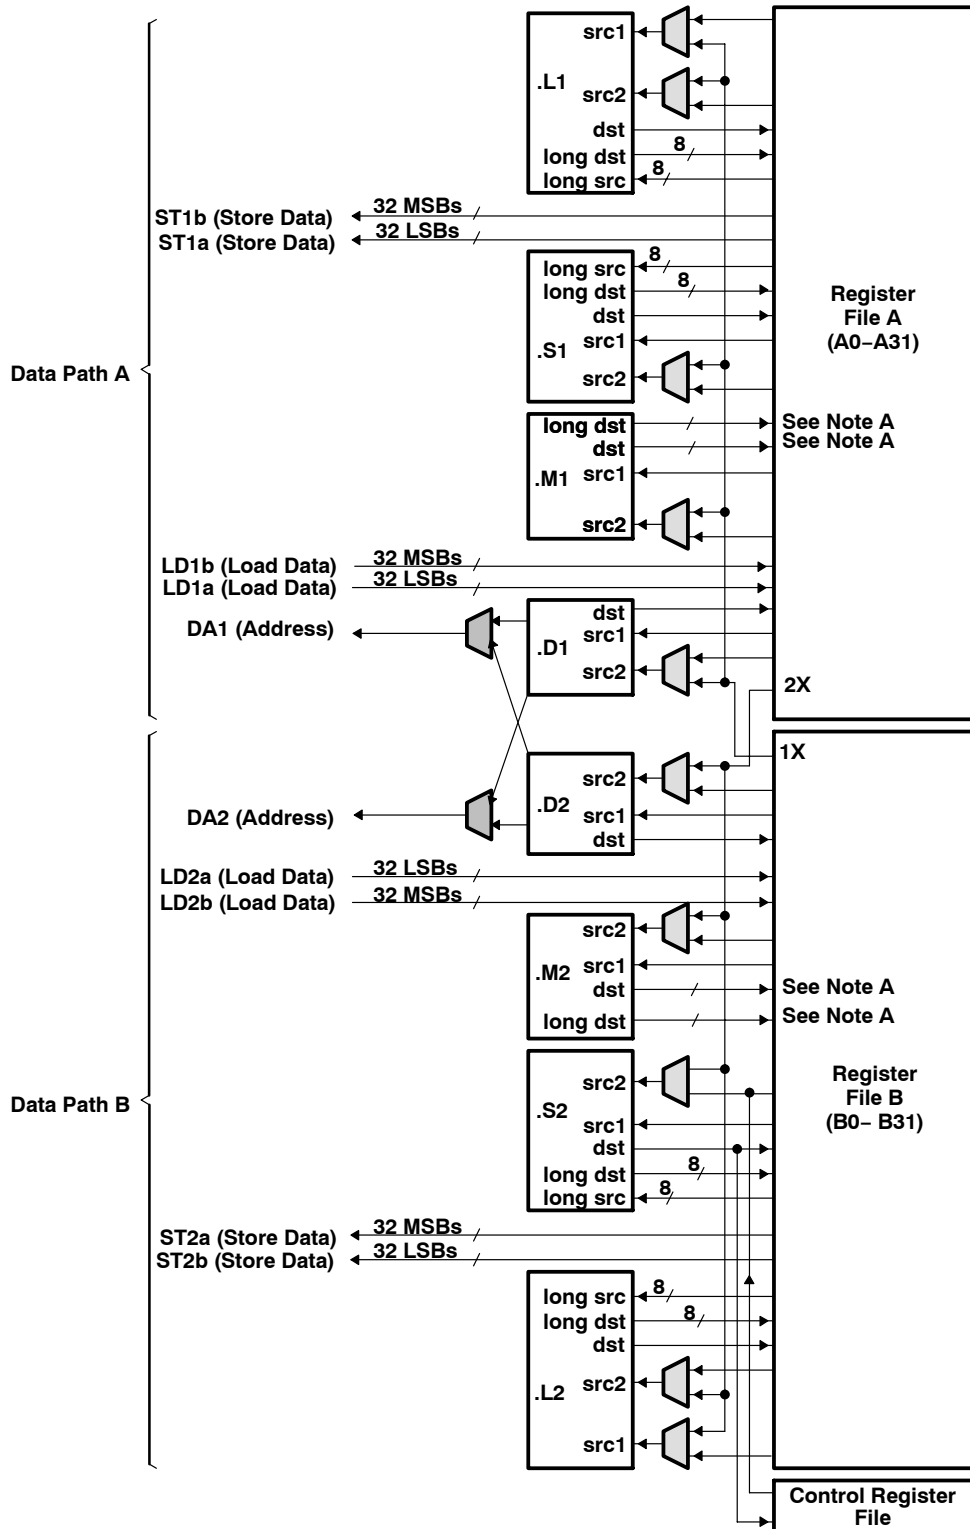 src1
.L1
src2
dst
long dst
8
long src
8
ST1b (Store Data)
32 MSBs
ST1a (Store Data)
32 LSBs
long src
8
long dst
8
dst
.S1
src1
src2
Register
File A
(A0−A31)
Data Path A
long dst
See Note A
dst
See Note A
.M1
src1
src2
LD1b (Load Data)
32 MSBs
LD1a (Load Data)
32 LSBs
DA1 (Address)
dst
.D1
src1
src2
2X
1X
src2
.D2
src1
dst
DA2 (Address)
LD2a (Load Data)
32 LSBs
LD2b (Load Data)
32 MSBs
src2
.M2
src1
dst
See Note A
long dst
See Note A
src2
.S2
src1
dst
long dst
8
long src
8
Register
File B
(B0− B31)
Data Path B
ST2a (Store Data)
32 MSBs
ST2b (Store Data)
32 LSBs
long src
8
long dst
8
dst
.L2
src2
src1
Control Register
File